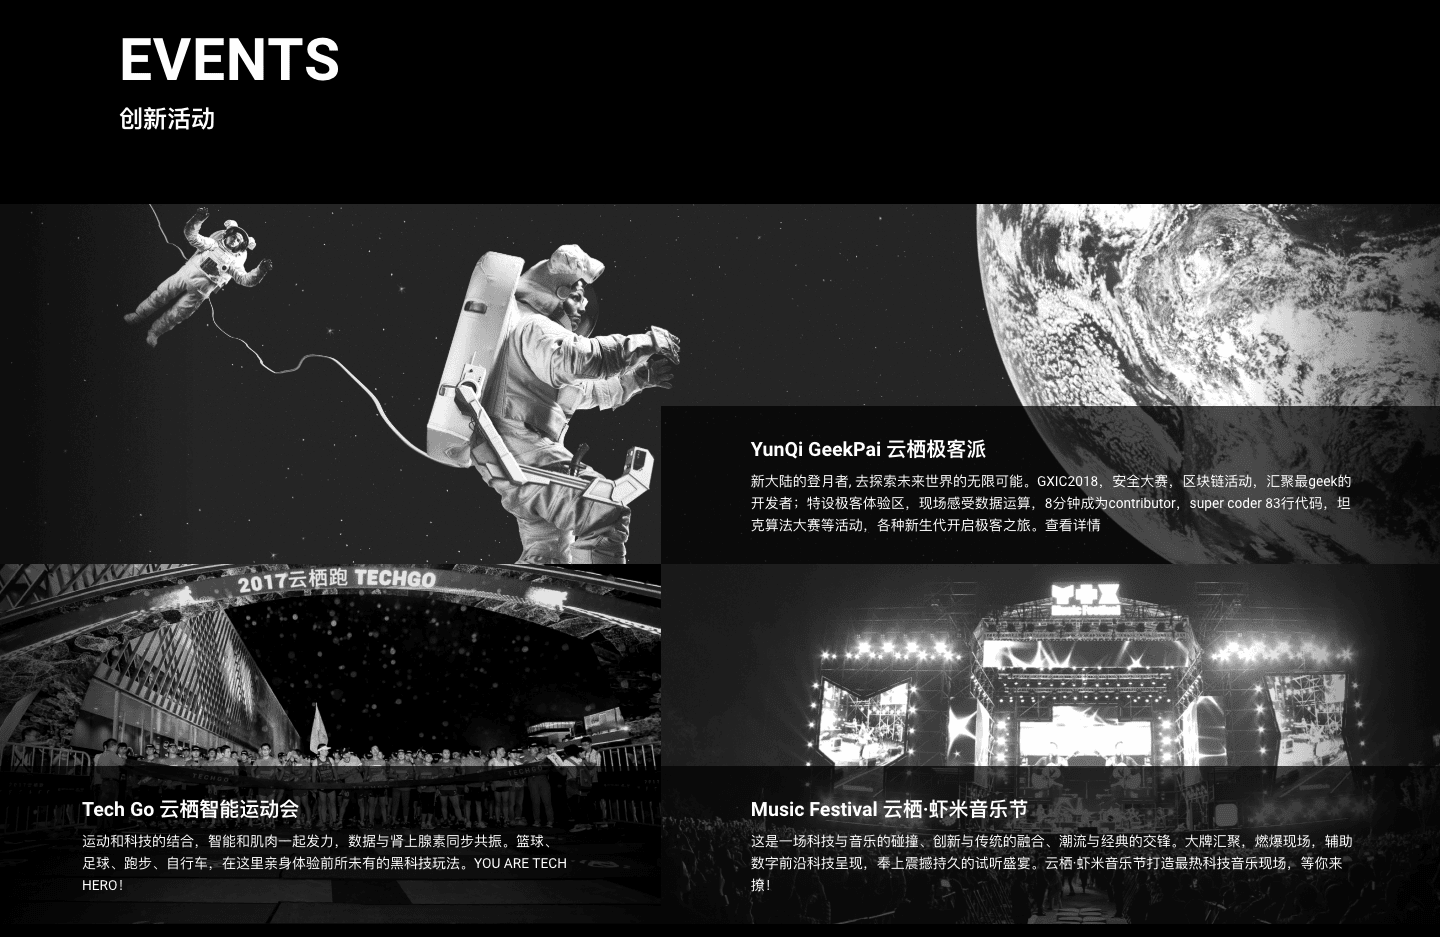 EVENTS
创新活动
YunQi GeekPai 云栖极客派
新大陆的登月者, 去探索未来世界的无限可能。GXIC2018，安全大赛，区块链活动，汇聚最geek的
开发者；特设极客体验区，现场感受数据运算，8分钟成为contributor，super coder 83行代码，坦
克算法大赛等活动，各种新生代开启极客之旅。查看详情
2017云栖跑 TECHGO
Music Festival
TECHGO
TECHGO
Tech Go 云栖智能运动会
运动和科技的结合，智能和肌肉一起发力，数据与肾上腺素同步共振。篮球、
足球、跑步、自行车，在这里亲身体验前所未有的黑科技玩法。YOU ARE TECH
HERO！
Music Festival 云栖·虾米音乐节
这是一场科技与音乐的碰撞、创新与传统的融合、潮流与经典的交锋。大牌汇聚，燃爆现场，辅助
数字前沿科技呈现，奉上震撼持久的试听盛宴。云栖·虾米音乐节打造最热科技音乐现场，等你来
撩！